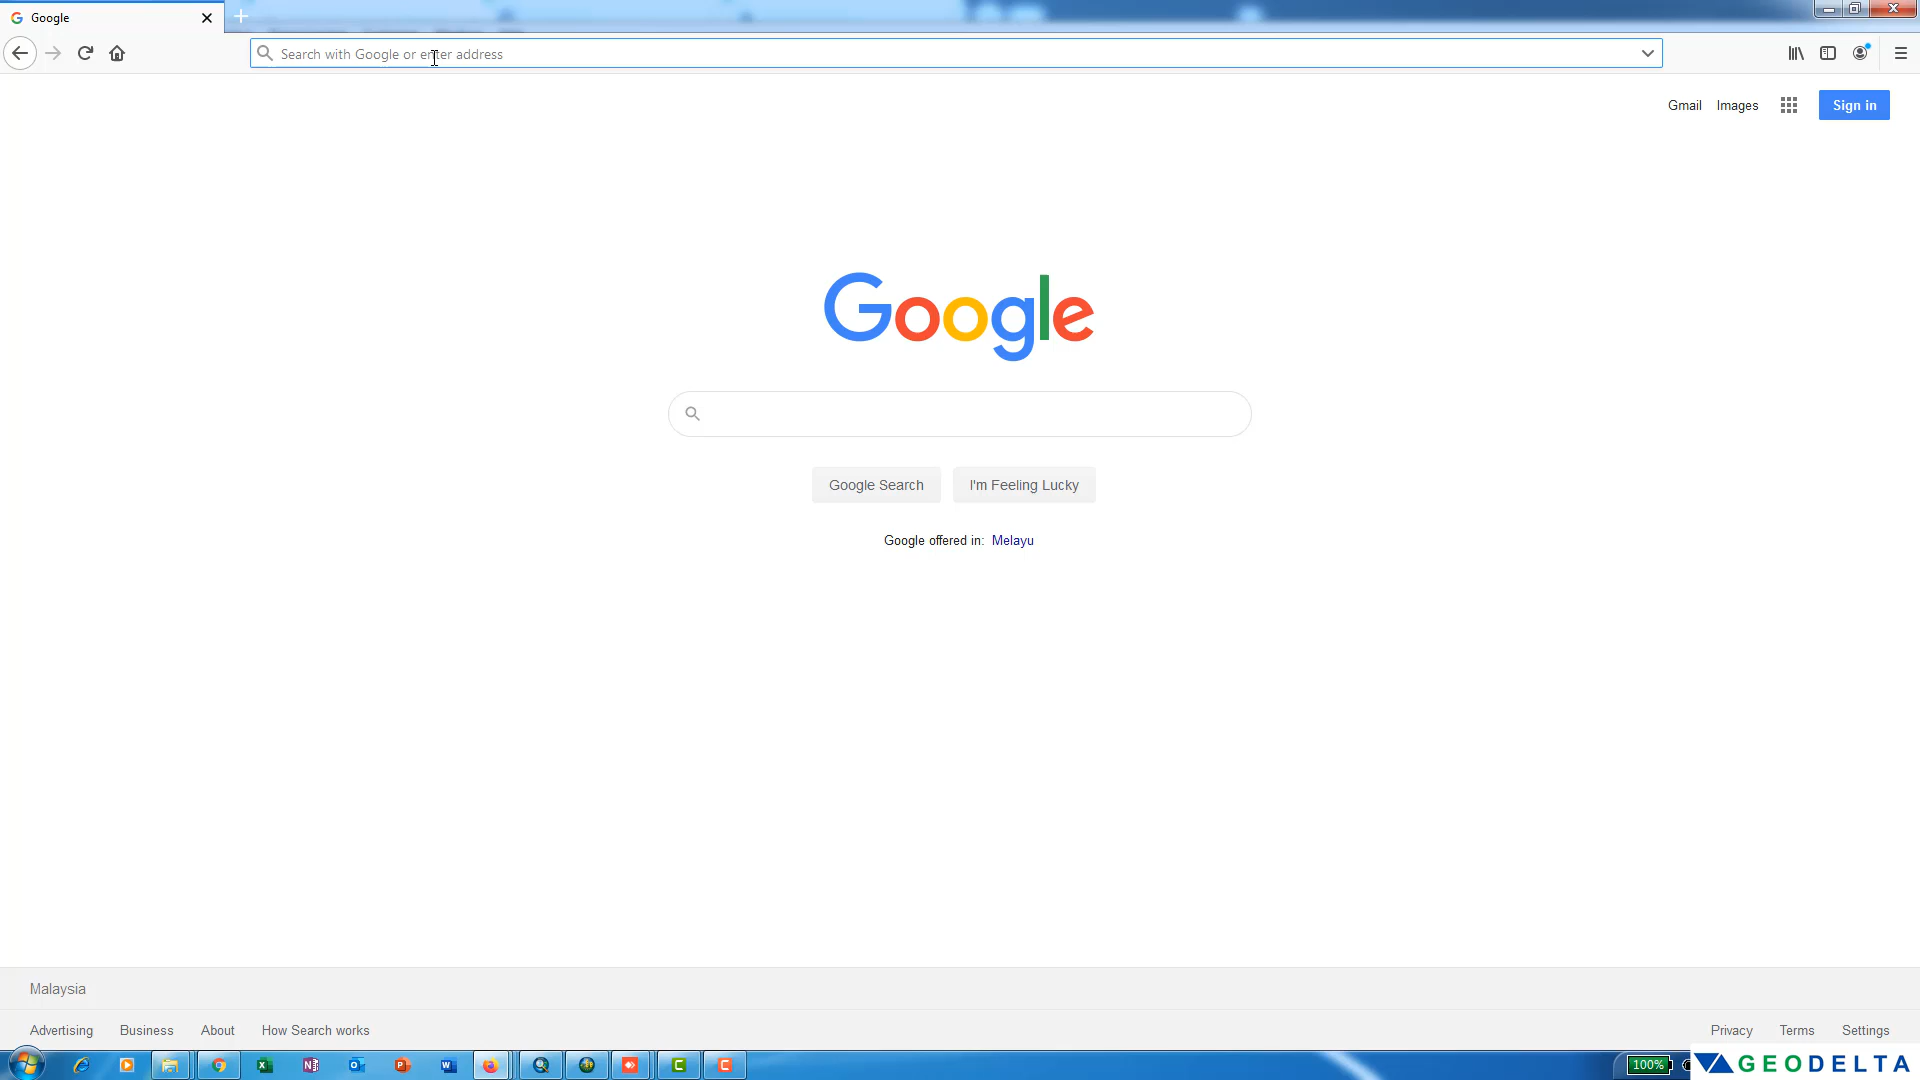 Google
Search with Google or enter address
Gmail
Images
Sign in
Google
Google Search
I'm Feeling Lucky
Google offered in: Melayu
Malaysia
Advertising
Business
About
How Search works
Privacy
Terms
Settings
100%
GEODELTA